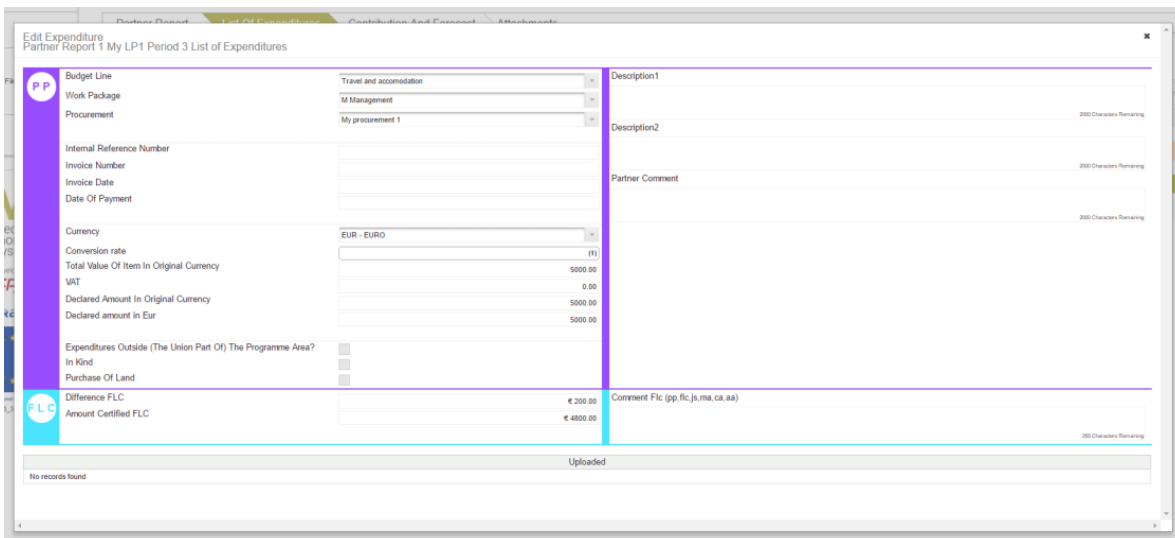 Partner Report List Of Expenditures Contribution And Forecast Attachments
Edit Expenditure
Partner Report 1 My LP1 Period 3 List of Expenditures
PP
Budget Line Travel and accomodation
Work Package M Management
Procurement My procurement 1
Internal Reference Number
Invoice Number
Invoice Date
Date Of Payment
Currency EUR - EURO
Conversion rate (1)
Total Value Of Item In Original Currency 5000.00
VAT 0.00
Declared Amount In Original Currency 5000.00
Declared amount in Eur 5000.00
Expenditures Outside (The Union Part Of) The Programme Area?
In Kind
Purchase Of Land
Description1
2000 Characters Remaining
Description2
2000 Characters Remaining
Partner Comment
2000 Characters Remaining
FLC
Difference FLC € 200.00
Amount Certified FLC € 4800.00
Comment Flc (pp,flc,js,ma,ca,aa)
Characters Remaining
Uploaded
No records found